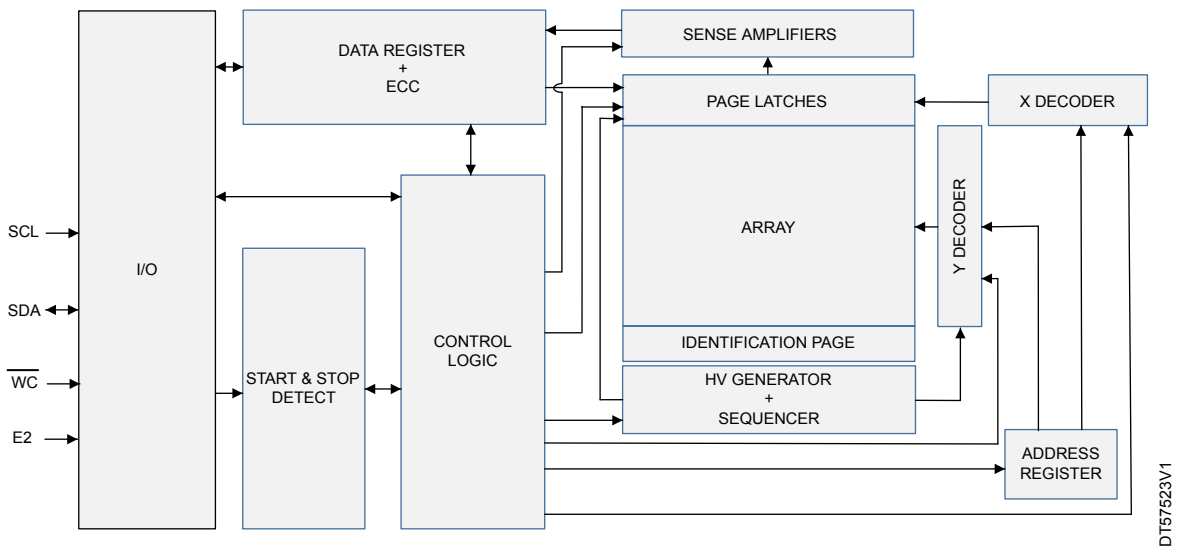 DATA REGISTER
+
ECC
SENSE AMPLIFIERS
PAGE LATCHES
X DECODER
ARRAY
Y DECODER
IDENTIFICATION PAGE
HV GENERATOR
+
SEQUENCER
ADDRESS
REGISTER
CONTROL
LOGIC
START & STOP
DETECT
I/O
SCL
SDA
WC
E2
DT57523V1